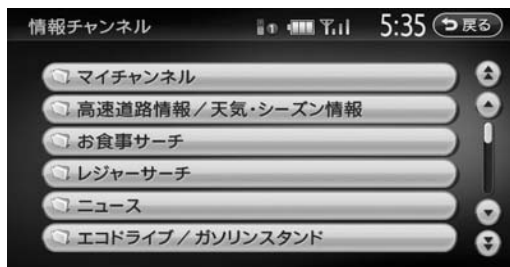 情報チャンネル 5:35 戻る
マイチャンネル
高速道路情報/天気・シーズン情報
お食事サーチ
レジャーサーチ
ニュース
エコドライブ/ガソリンスタンド